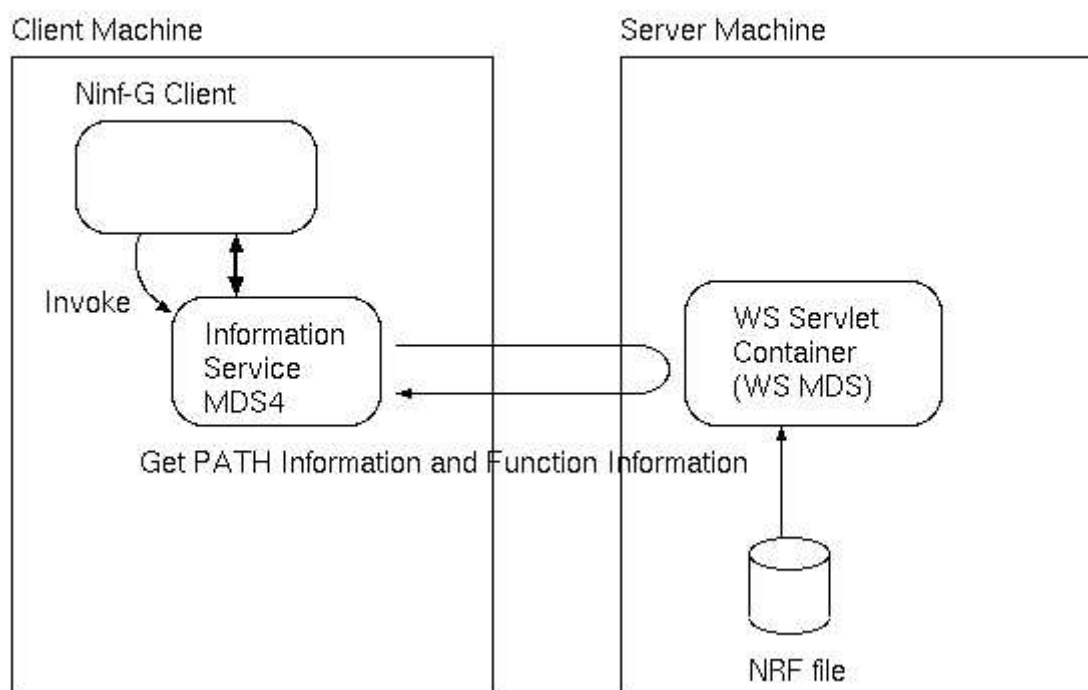 Client Machine
Server Machine
Ninf-G Client
Invoke
Information
Service
MDS4
WS Servlet
Container
(WS MDS)
Get PATH Information and Function Information
NRF file